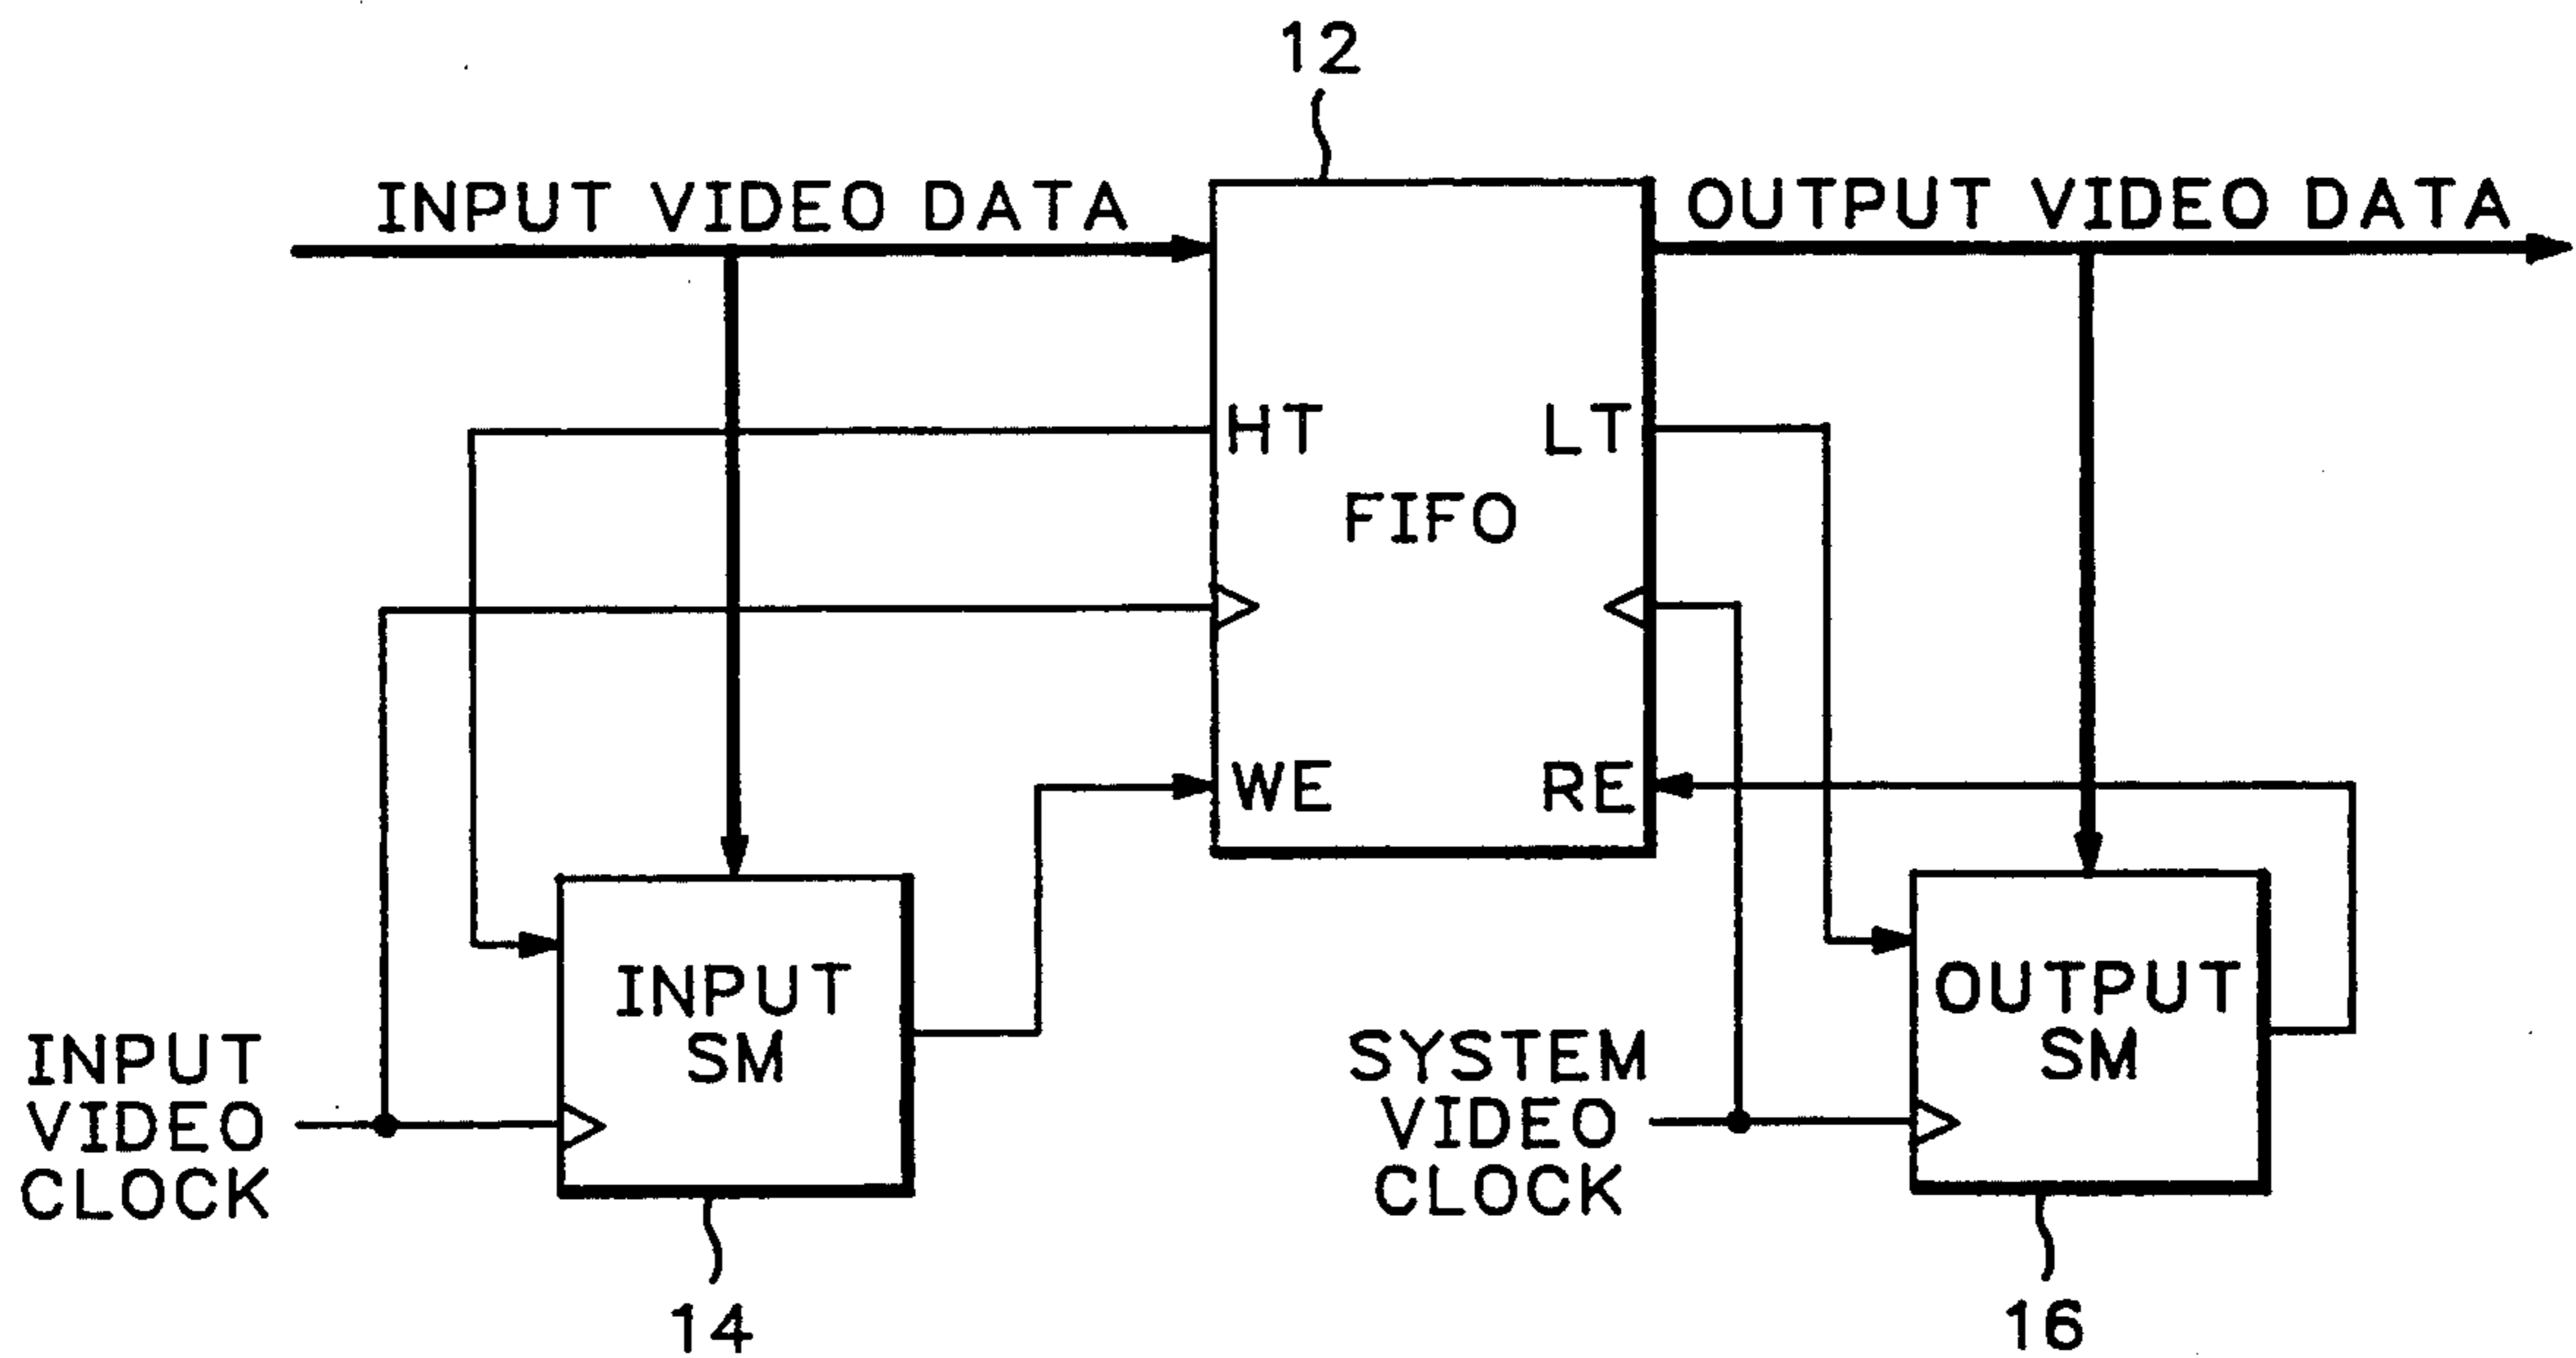 12
INPUT VIDEO DATA
OUTPUT VIDEO DATA
HT
LT
FIFO
WE
RE
INPUT
SM
OUTPUT
SM
INPUT
VIDEO
CLOCK
SYSTEM
VIDEO
CLOCK
14
16